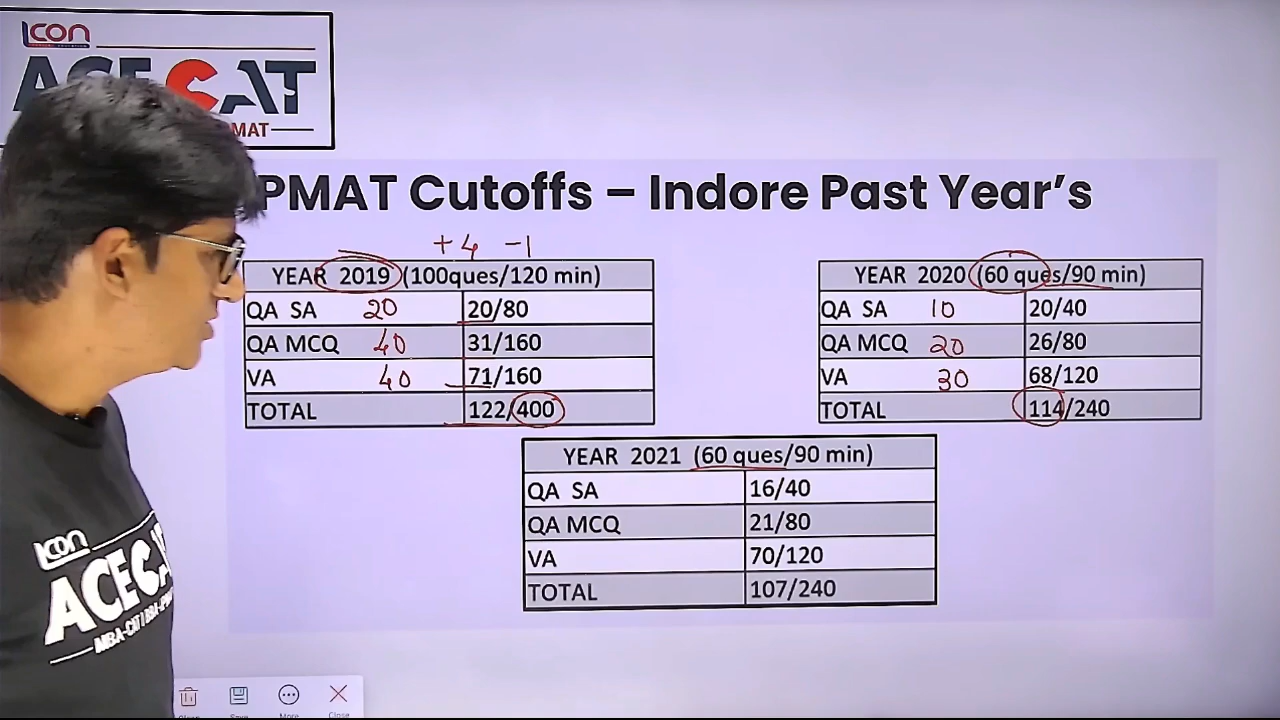 Icon
ACE CAT
MAT
PMAT Cutoffs – Indore Past Year's
+4 -1
YEAR 2019 (100ques/120 min)
QA SA 20 20/80
QA MCQ 40 31/160
VA 40 71/160
TOTAL 122/400
YEAR 2020 (60 ques/90 min)
QA SA 10 20/40
QA MCQ 20 26/80
VA 30 68/120
TOTAL 114/240
YEAR 2021 (60 ques/90 min)
QA SA 16/40
QA MCQ 21/80
VA 70/120
TOTAL 107/240
Icon
ACE CA
Save More Close